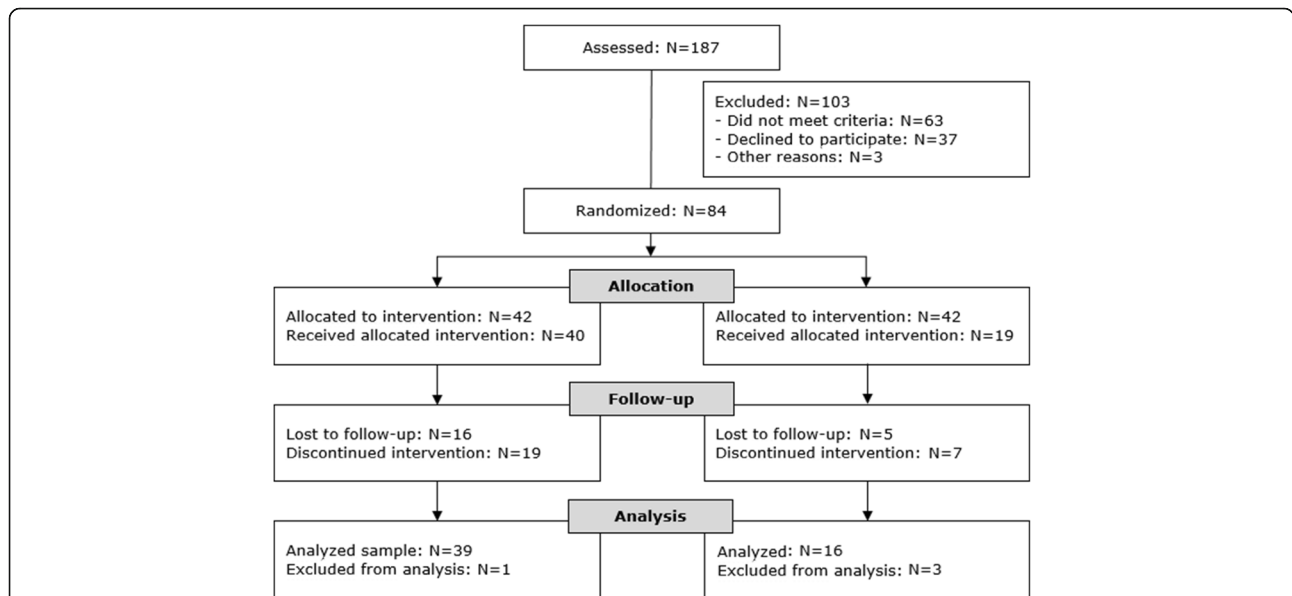 Assessed: N=187
Excluded: N=103
- Did not meet criteria: N=63
- Declined to participate: N=37
- Other reasons: N=3
Randomized: N=84
Allocation
Allocated to intervention: N=42
Received allocated intervention: N=40
Allocated to intervention: N=42
Received allocated intervention: N=19
Follow-up
Lost to follow-up: N=16
Discontinued intervention: N=19
Lost to follow-up: N=5
Discontinued intervention: N=7
Analysis
Analyzed sample: N=39
Excluded from analysis: N=1
Analyzed: N=16
Excluded from analysis: N=3